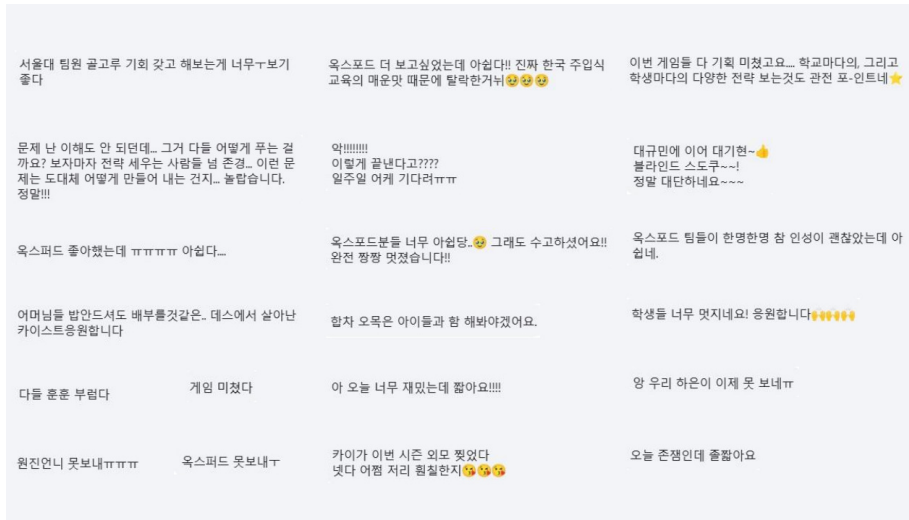 서울대 팀원 골고루 기회 갖고 해보는게 너무ㅜ보기
좋다
옥스포드 더 보고싶었는데 아쉽다!! 진짜 한국 주입식
교육의 매운맛 때문에 탈락한거뉘🥹🥹🥹
이번 게임들 다 기획 미쳤고요.... 학교마다의, 그리고
학생마다의 다양한 전략 보는것도 관전 포-인트네⭐
문제 난 이해도 안 되던데... 그거 다들 어떻게 푸는 걸
까요? 보자마자 전략 세우는 사람들 넘 존경... 이런 문
제는 도대체 어떻게 만들어 내는 건지... 놀랍습니다.
정말!!!
악!!!!!!!!
이렇게 끝낸다고????
일주일 어케 기다려ㅠㅠ
대규민에 이어 대기현~👍
블라인드 스도쿠~~!
정말 대단하네요~~~
옥스퍼드 좋아했는데 ㅠㅠㅠㅠ 아쉽다....
옥스포드분들 너무 아쉽당..🥹 그래도 수고하셨어요!!
완전 짱짱 멋졌습니다!!
옥스포드 팀들이 한명한명 참 인성이 괜찮았는데 아
쉽네.
어머님들 밥안드셔도 배부를것같은.. 데스에서 살아난
카이스트응원합니다
합차 오목은 아이들과 함 해봐야겠어요.
학생들 너무 멋지네요! 응원합니다🙌🙌🙌
다들 훈훈 부럽다
게임 미쳤다
아 오늘 너무 재밌는데 짧아요!!!!
앙 우리 하은이 이제 못 보네ㅠ
원진언니 못보내ㅠㅠㅠ
옥스퍼드 못보내ㅜ
카이가 이번 시즌 외모 찢었다
넷다 어쩜 저리 훤칠한지😘😘😘
오늘 존잼인데 졸짧아요